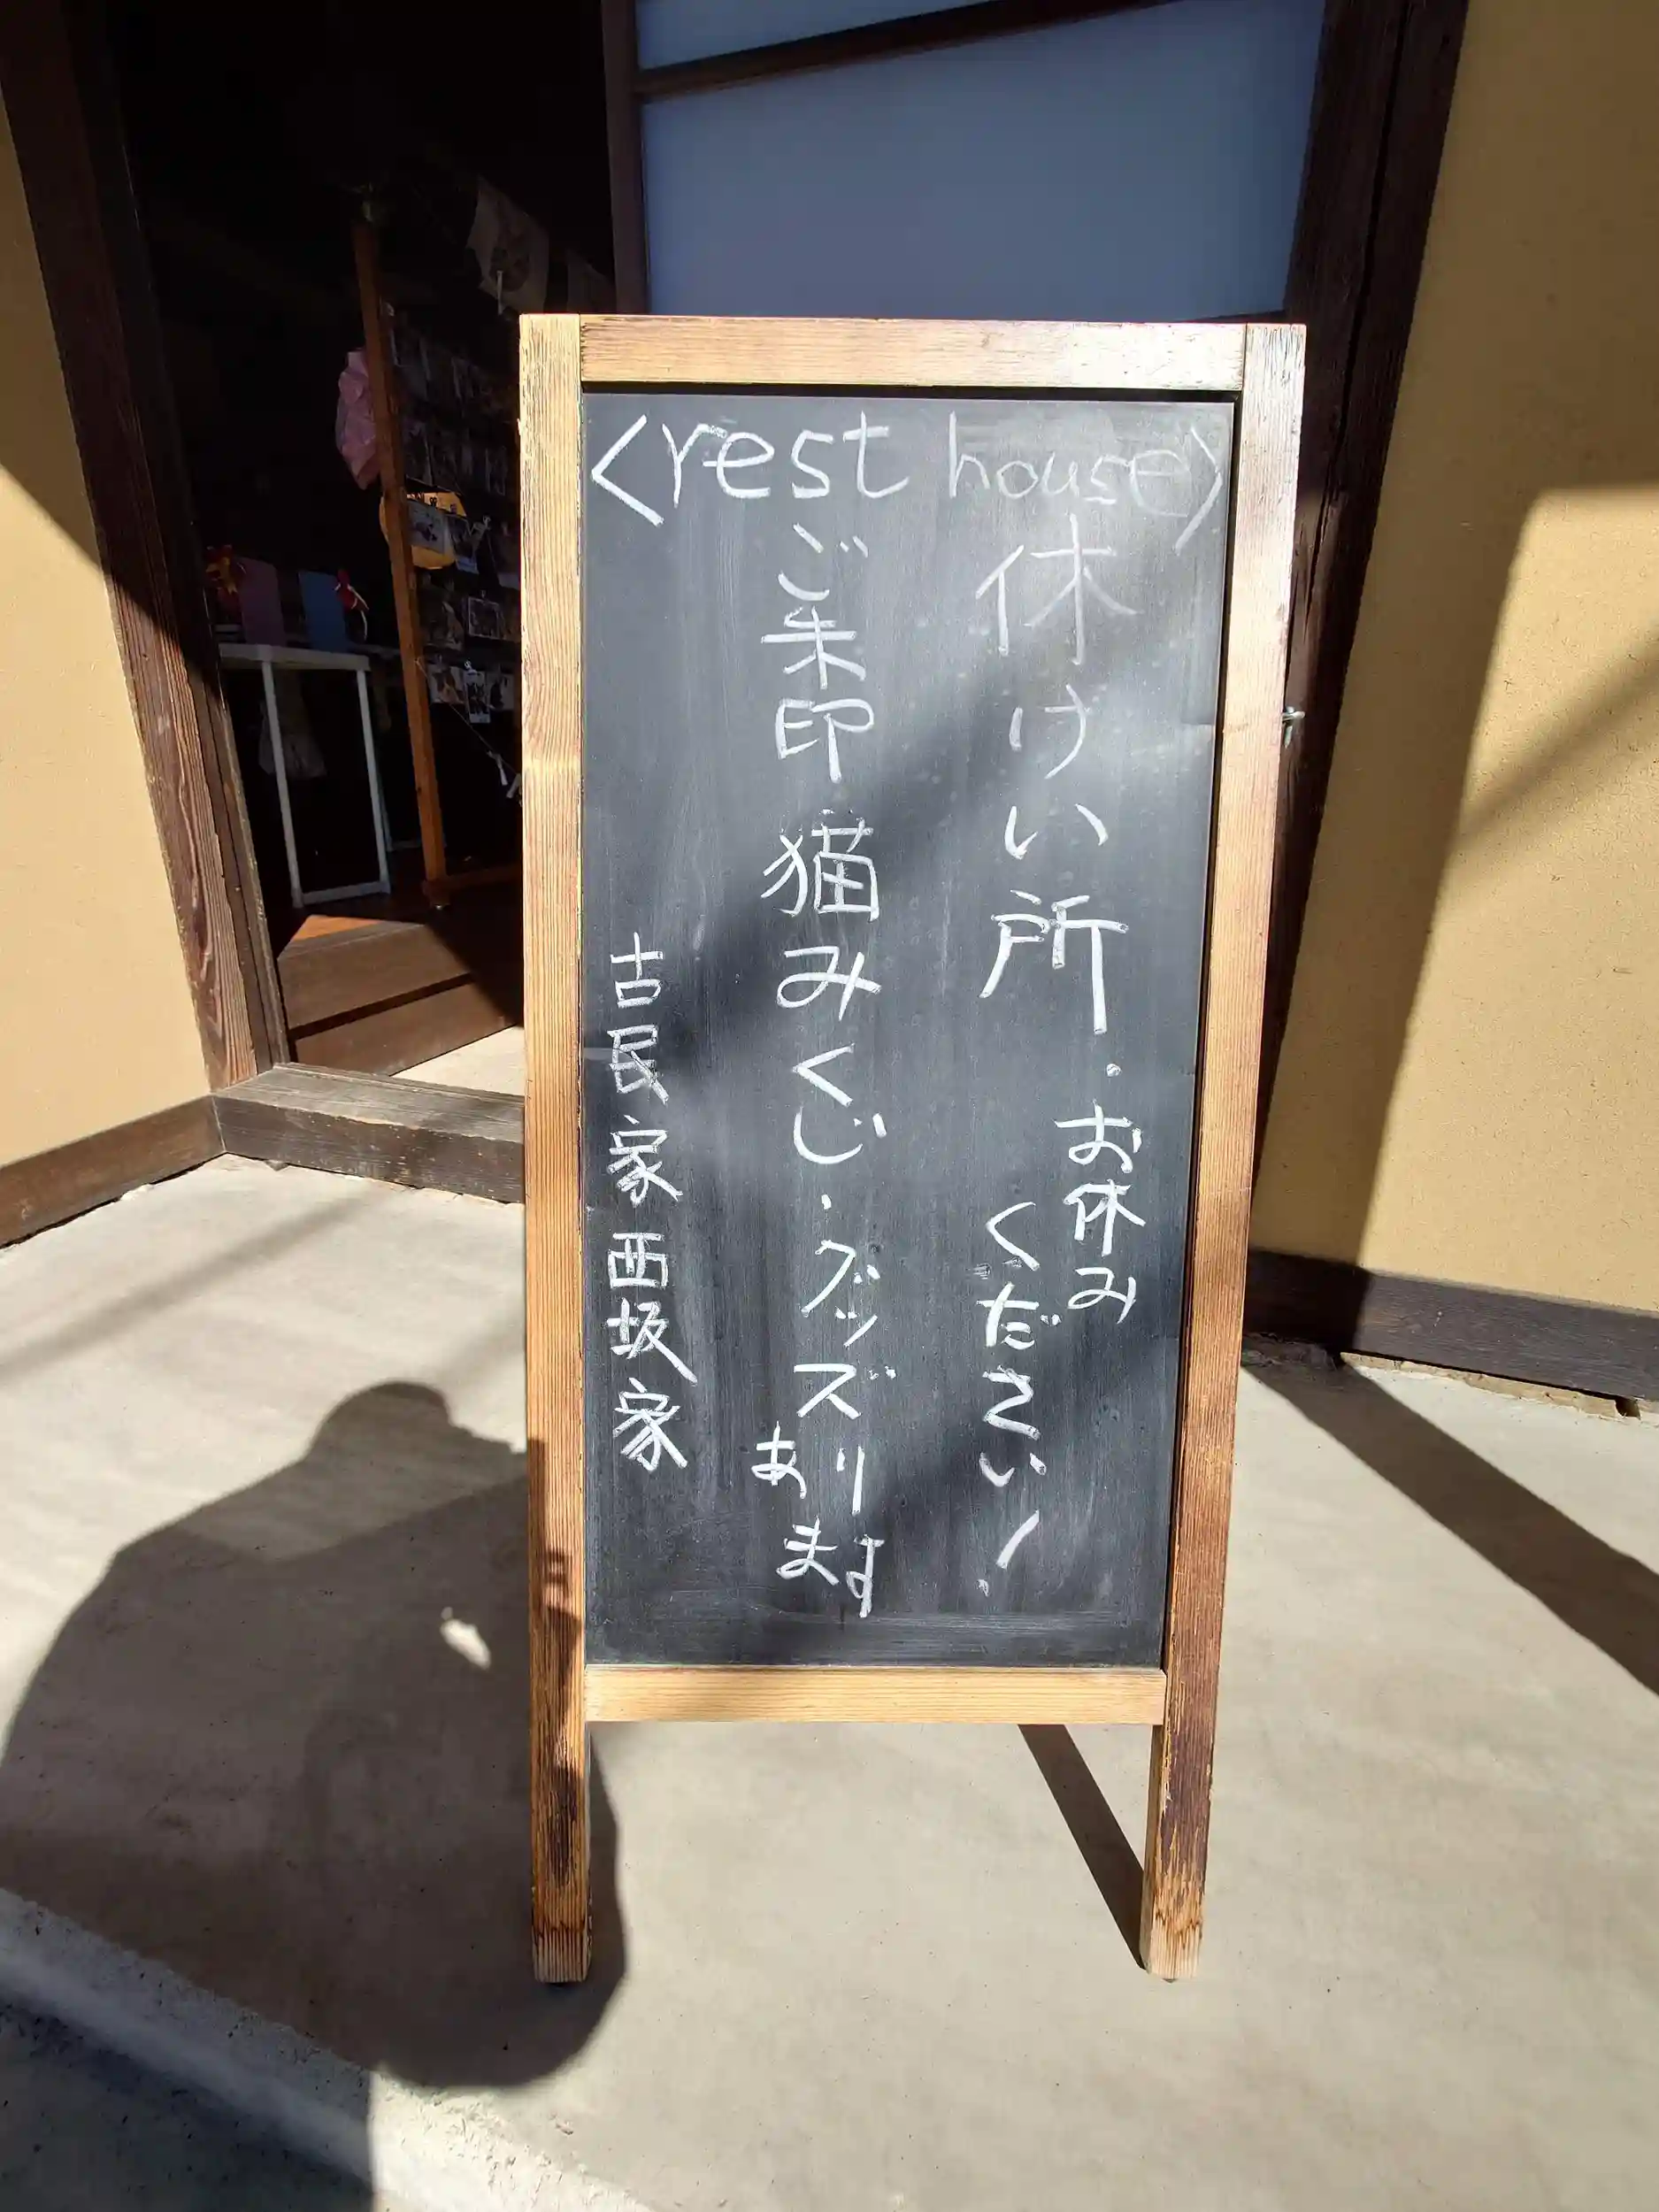 <rest house>
休けい所・お休みください!
ご朱印 猫みくじ・グッズあります
古民家 西坂家